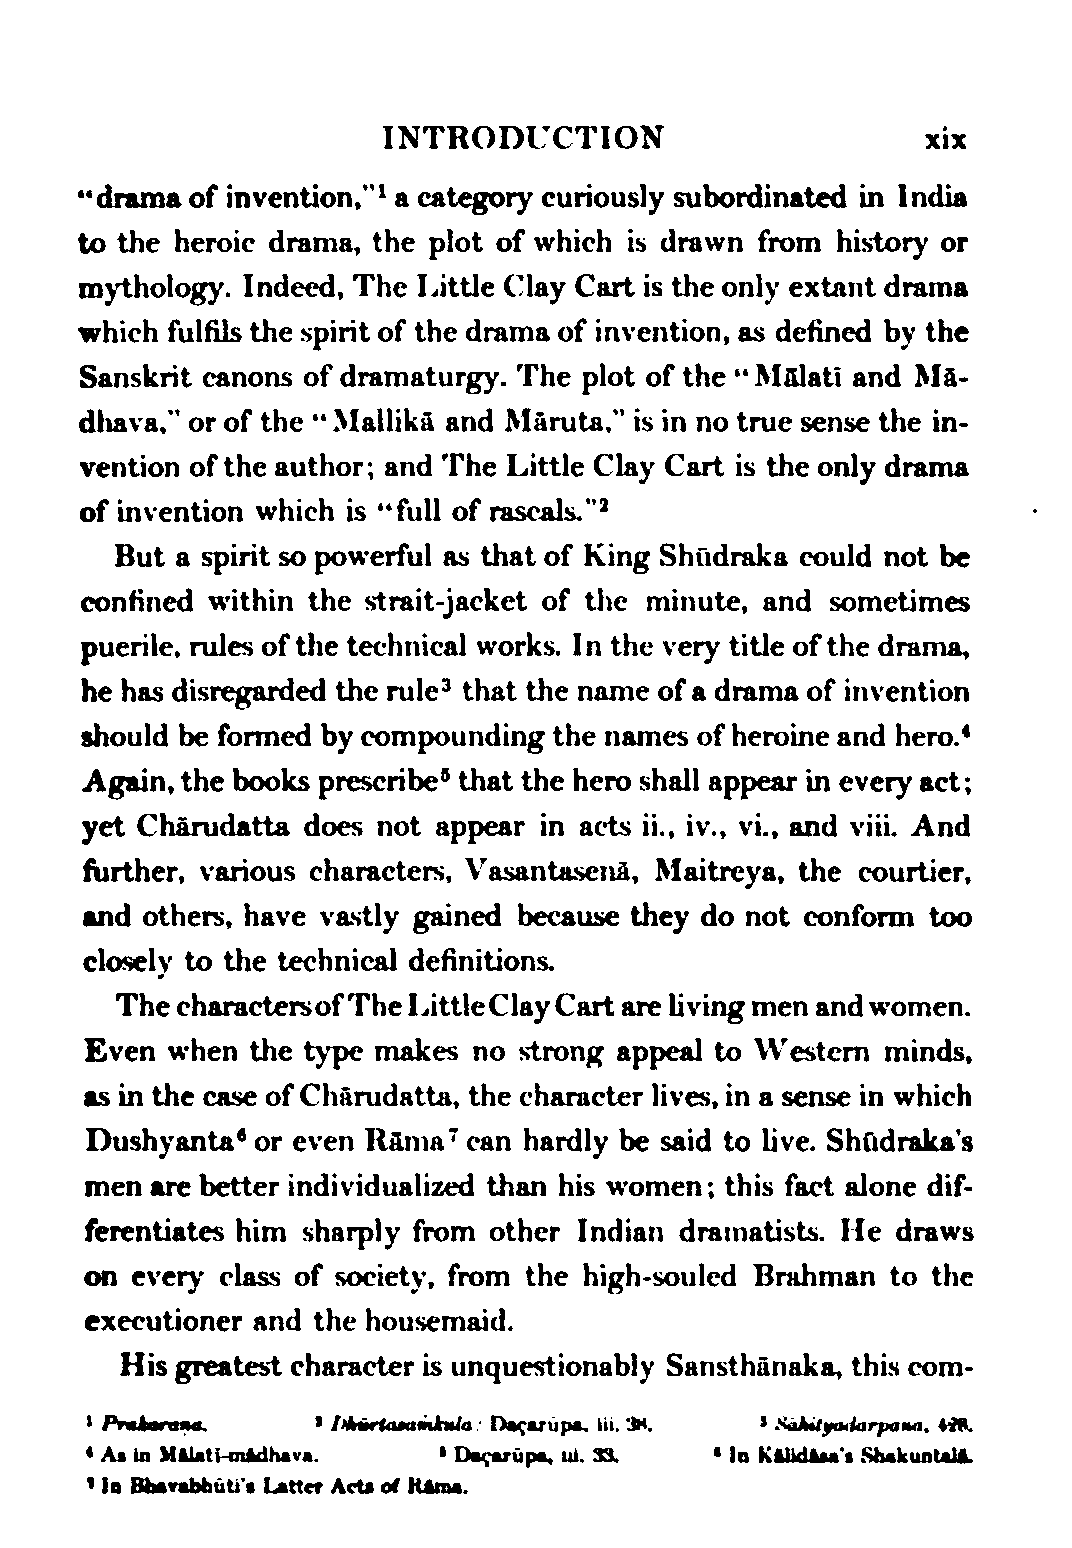 INTRODUCTION xix
“drama of invention,”¹ a category curiously subordinated in India
to the heroic drama, the plot of which is drawn from history or
mythology. Indeed, The Little Clay Cart is the only extant drama
which fulfils the spirit of the drama of invention, as defined by the
Sanskrit canons of dramaturgy. The plot of the “Mālatī and Mā-
dhava,” or of the “Mallikā and Māruta,” is in no true sense the in-
vention of the author; and The Little Clay Cart is the only drama
of invention which is “full of rascals.”²
But a spirit so powerful as that of King Shūdraka could not be
confined within the strait-jacket of the minute, and sometimes
puerile, rules of the technical works. In the very title of the drama,
he has disregarded the rule³ that the name of a drama of invention
should be formed by compounding the names of heroine and hero.⁴
Again, the books prescribe⁵ that the hero shall appear in every act;
yet Chārudatta does not appear in acts ii., iv., vi., and viii. And
further, various characters, Vasantasenā, Maitreya, the courtier,
and others, have vastly gained because they do not conform too
closely to the technical definitions.
The characters of The Little Clay Cart are living men and women.
Even when the type makes no strong appeal to Western minds,
as in the case of Chārudatta, the character lives, in a sense in which
Dushyanta⁶ or even Rāma⁷ can hardly be said to live. Shūdraka's
men are better individualized than his women; this fact alone dif-
ferentiates him sharply from other Indian dramatists. He draws
on every class of society, from the high-souled Brahman to the
executioner and the housemaid.
His greatest character is unquestionably Sansthānaka, this com-
¹ Prakaraṇa. ² Dhūrtasaṁkula: Daçarūpa, iii. 38. ³ Sāhityadarpaṇa, 428.
⁴ As in Mālatī-mādhava. ⁵ Daçarūpa, iii. 33. ⁶ In Kālidāsa's Shakuntalā.
⁷ In Bhavabhūti's Latter Acts of Rāma.